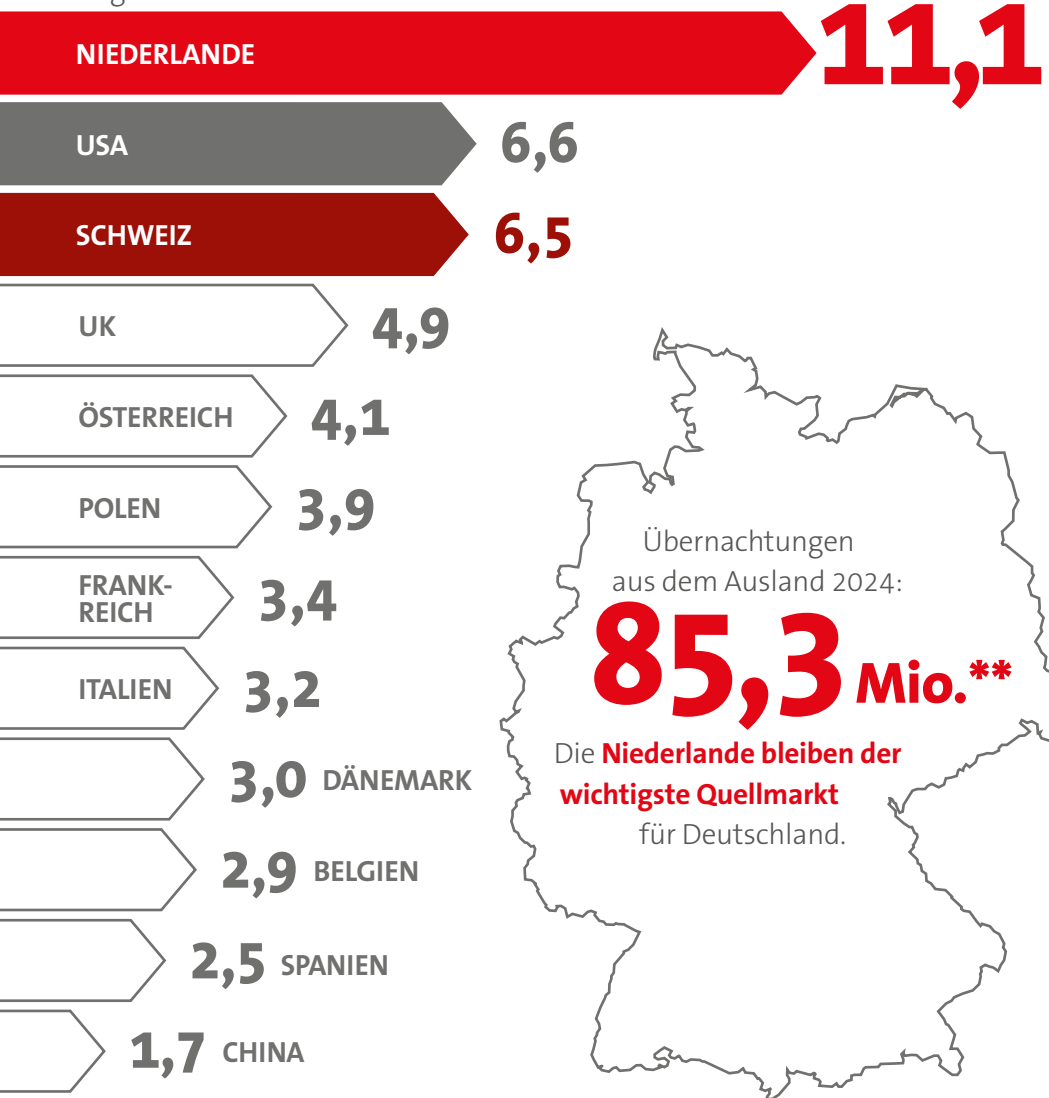 NIEDERLANDE
11,1
USA
6,6
SCHWEIZ
6,5
UK
4,9
ÖSTERREICH
4,1
POLEN
3,9
FRANK-
REICH
3,4
ITALIEN
3,2
3,0 DÄNEMARK
2,9 BELGIEN
2,5 SPANIEN
1,7 CHINA
Übernachtungen
aus dem Ausland 2024:
85,3 Mio.**
Die Niederlande bleiben der
wichtigste Quellmarkt
für Deutschland.